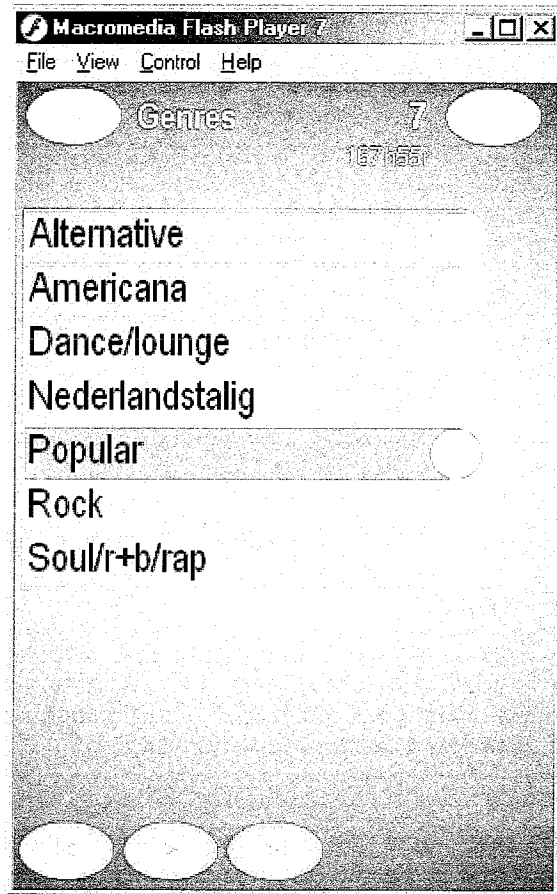 Macromedia Flash Player 7
File View Control Help
Genres 7
167h55
Alternative
Americana
Dance/lounge
Nederlandstalig
Popular
Rock
Soul/r+b/rap